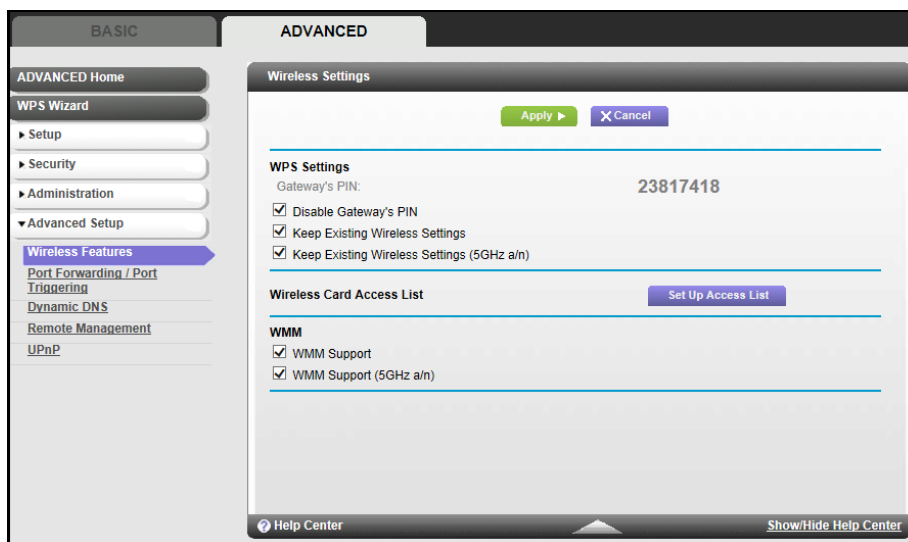 BASIC
ADVANCED
ADVANCED Home
WPS Wizard
Setup
Security
Administration
Advanced Setup
Wireless Features
Port Forwarding / Port
Triggering
Dynamic DNS
Remote Management
UPnP
Wireless Settings
Apply
Cancel
WPS Settings
Gateway's PIN: 23817418
Disable Gateway's PIN
Keep Existing Wireless Settings
Keep Existing Wireless Settings (5GHz a/n)
Wireless Card Access List Set Up Access List
WMM
WMM Support
WMM Support (5GHz a/n)
Help Center Show/Hide Help Center